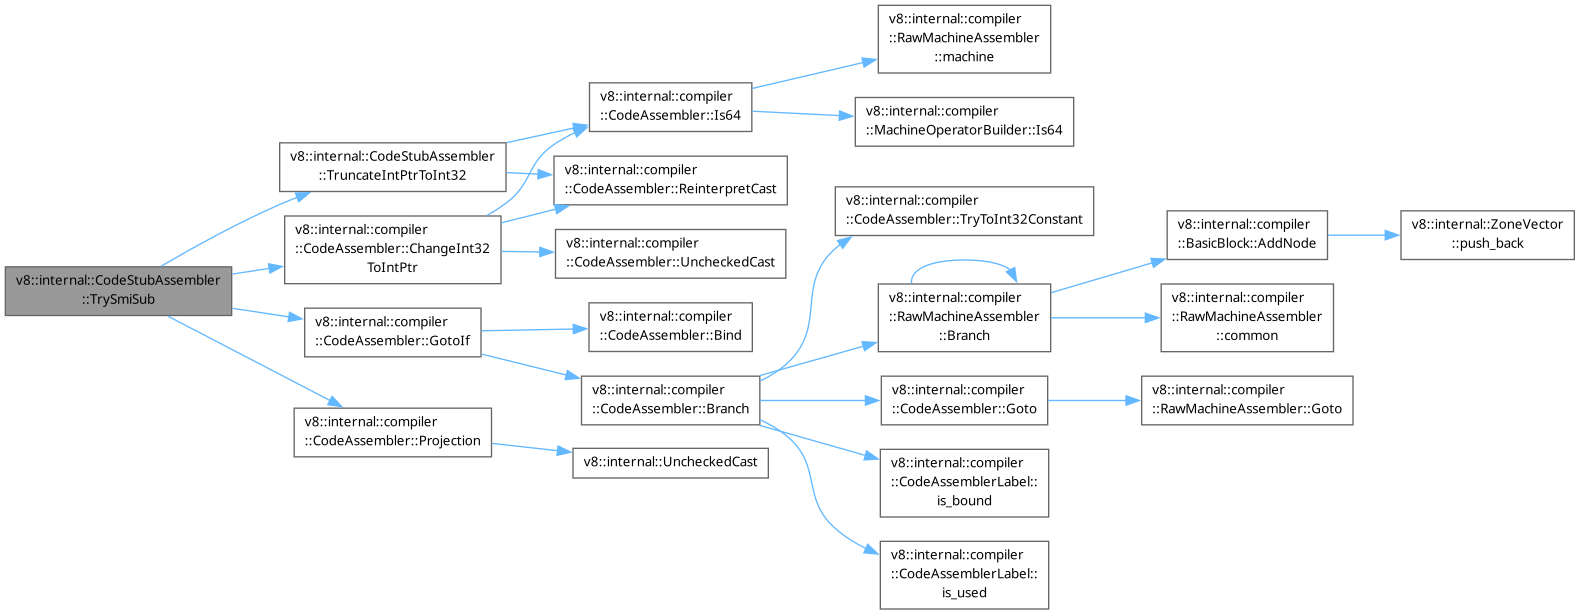 v8::internal::CodeStubAssembler
::TrySmiSub
v8::internal::CodeStubAssembler
::TruncateIntPtrToInt32
v8::internal::compiler
::CodeAssembler::ChangeInt32
ToIntPtr
v8::internal::compiler
::CodeAssembler::GotoIf
v8::internal::compiler
::CodeAssembler::Projection
v8::internal::compiler
::CodeAssembler::Is64
v8::internal::compiler
::CodeAssembler::ReinterpretCast
v8::internal::compiler
::CodeAssembler::UncheckedCast
v8::internal::compiler
::CodeAssembler::Bind
v8::internal::compiler
::CodeAssembler::Branch
v8::internal::UncheckedCast
v8::internal::compiler
::RawMachineAssembler
::machine
v8::internal::compiler
::MachineOperatorBuilder::Is64
v8::internal::compiler
::CodeAssembler::TryToInt32Constant
v8::internal::compiler
::RawMachineAssembler
::Branch
v8::internal::compiler
::CodeAssembler::Goto
v8::internal::compiler
::CodeAssemblerLabel::
is_bound
v8::internal::compiler
::CodeAssemblerLabel::
is_used
v8::internal::compiler
::BasicBlock::AddNode
v8::internal::compiler
::RawMachineAssembler
::common
v8::internal::compiler
::RawMachineAssembler::Goto
v8::internal::ZoneVector
::push_back